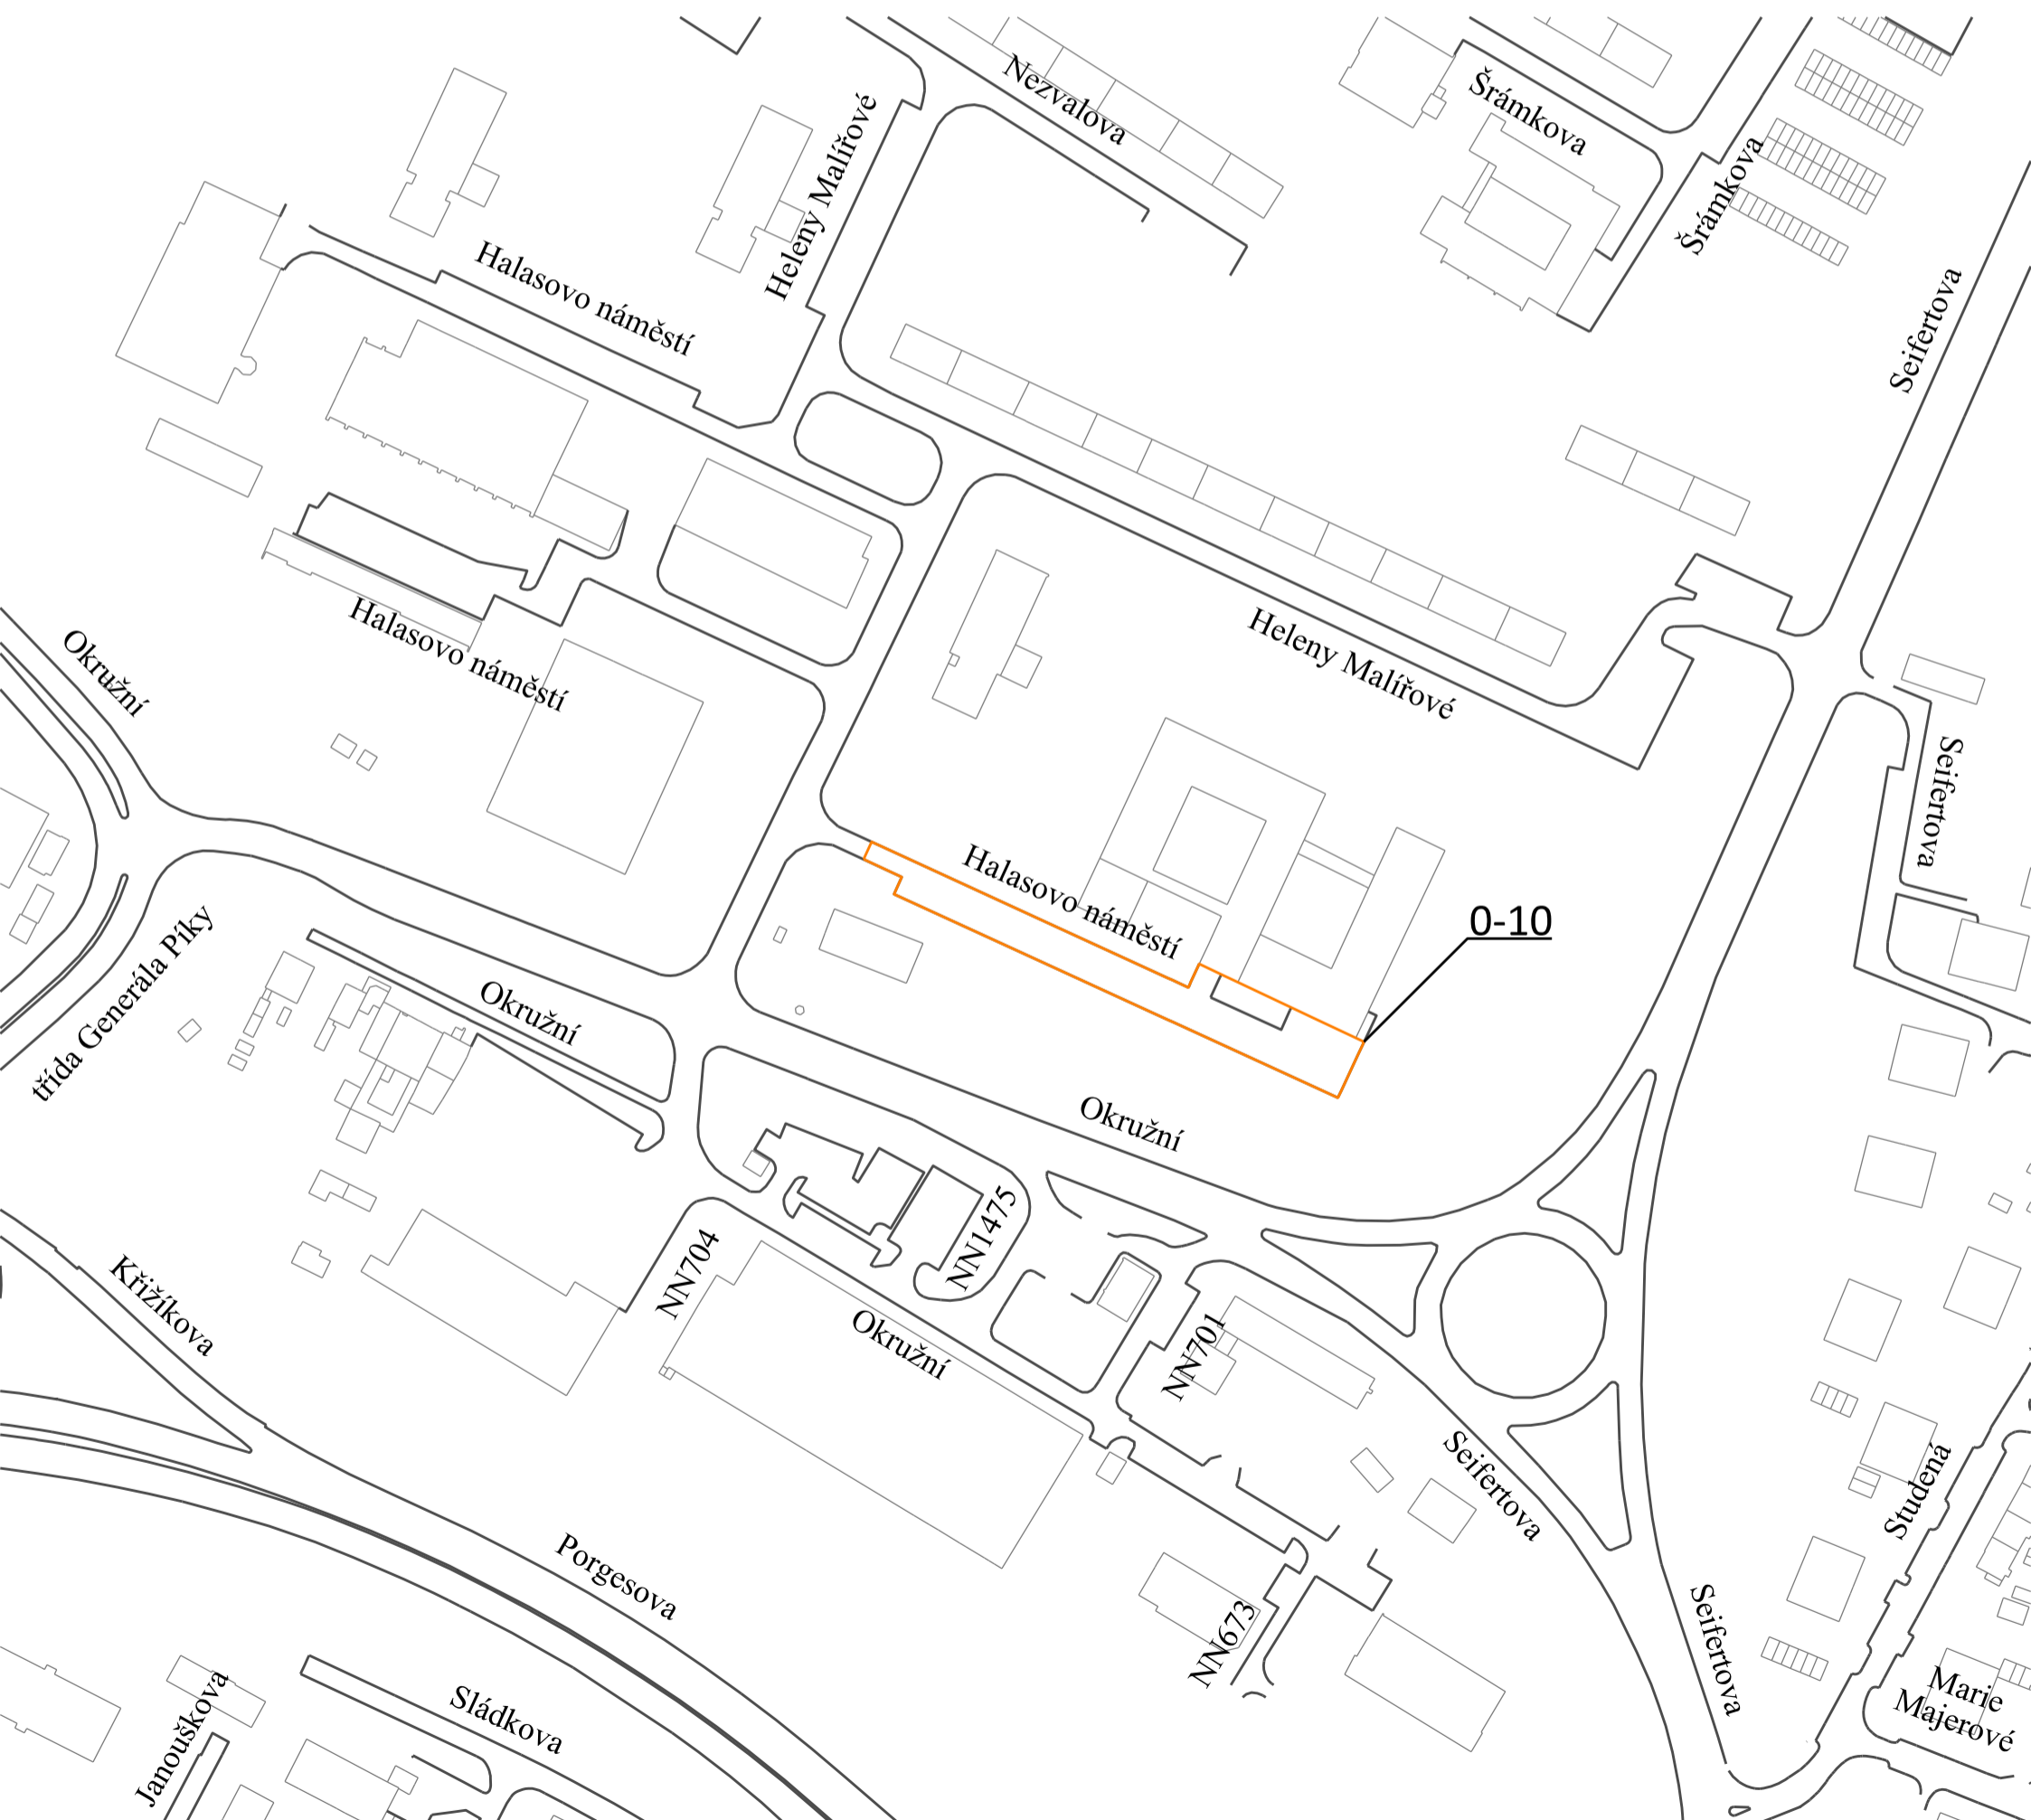 Nezvalova
Šrámkova
Heleny Malířové
Šrámkova
Halasovo náměstí
Seifertova
Halasovo náměstí
Okružní
Heleny Malířové
Seifertova
Halasovo náměstí
0-10
třída Generála Píky
Okružní
Okružní
NN1475
NN704
Křižíkova
Okružní
NN701
Seifertova
Studená
Porgesova
NN673
Seifertova
Marie
Majerové
Janouškova
Sládkova